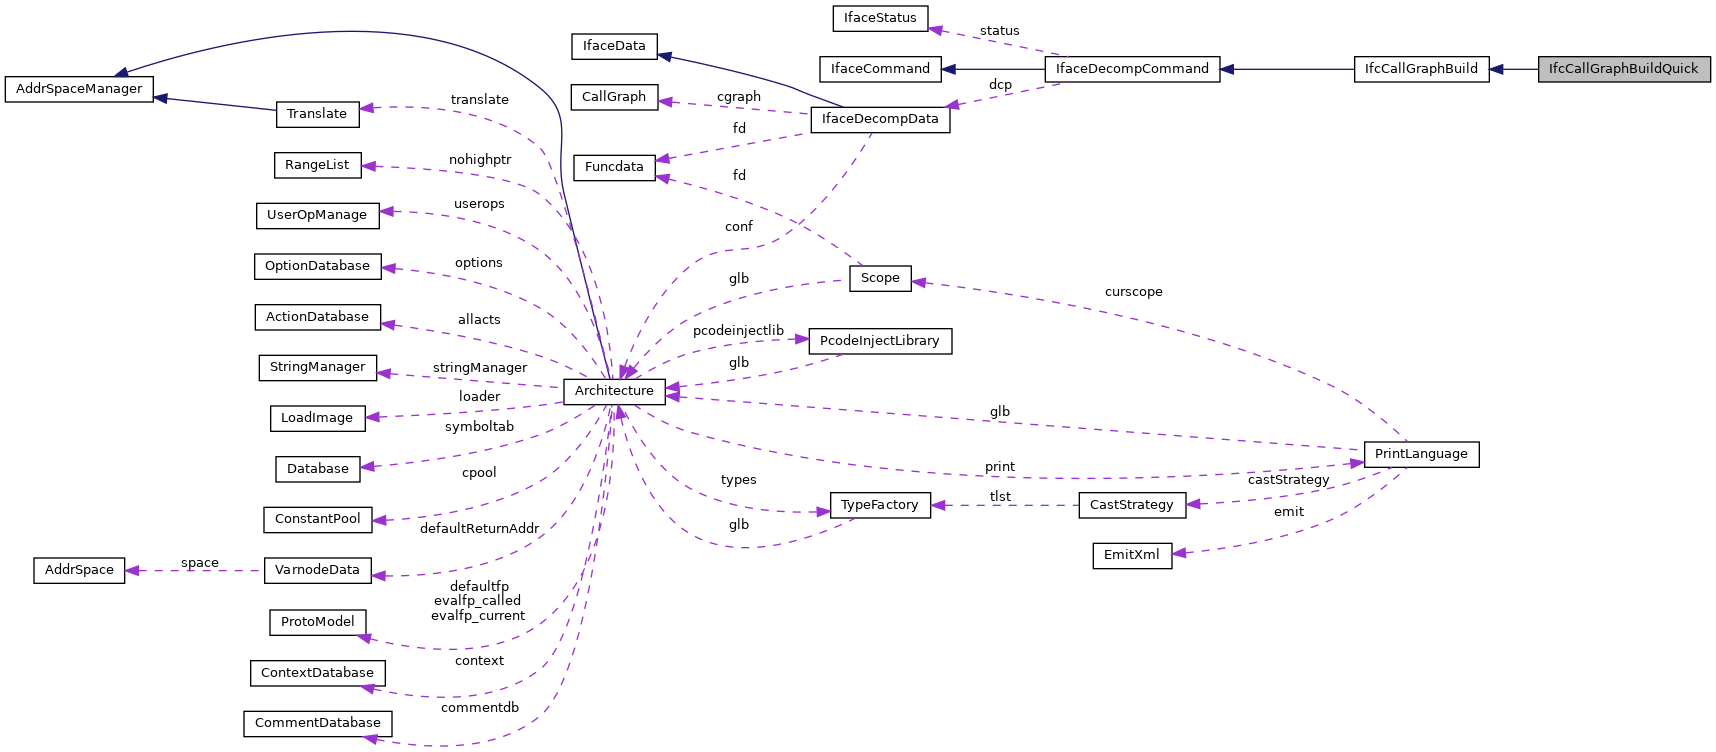 IfaceStatus
status
IfaceData
IfaceCommand
IfaceDecompCommand
IfcCallGraphBuild
IfcCallGraphBuildQuick
AddrSpaceManager
dcp
CallGraph
cgraph
translate
Translate
IfaceDecompData
fd
nohighptr
RangeList
Funcdata
fd
userops
UserOpManage
conf
options
OptionDatabase
glb
Scope
curscope
allacts
ActionDatabase
pcodeinjectlib
PcodeInjectLibrary
glb
stringManager
StringManager
Architecture
loader
LoadImage
glb
symboltab
PrintLanguage
Database
print
cpool
types
castStrategy
tlst
TypeFactory
CastStrategy
ConstantPool
glb
emit
defaultReturnAddr
EmitXml
space
AddrSpace
VarnodeData
defaultfp
evalfp_called
evalfp_current
ProtoModel
context
ContextDatabase
commentdb
CommentDatabase